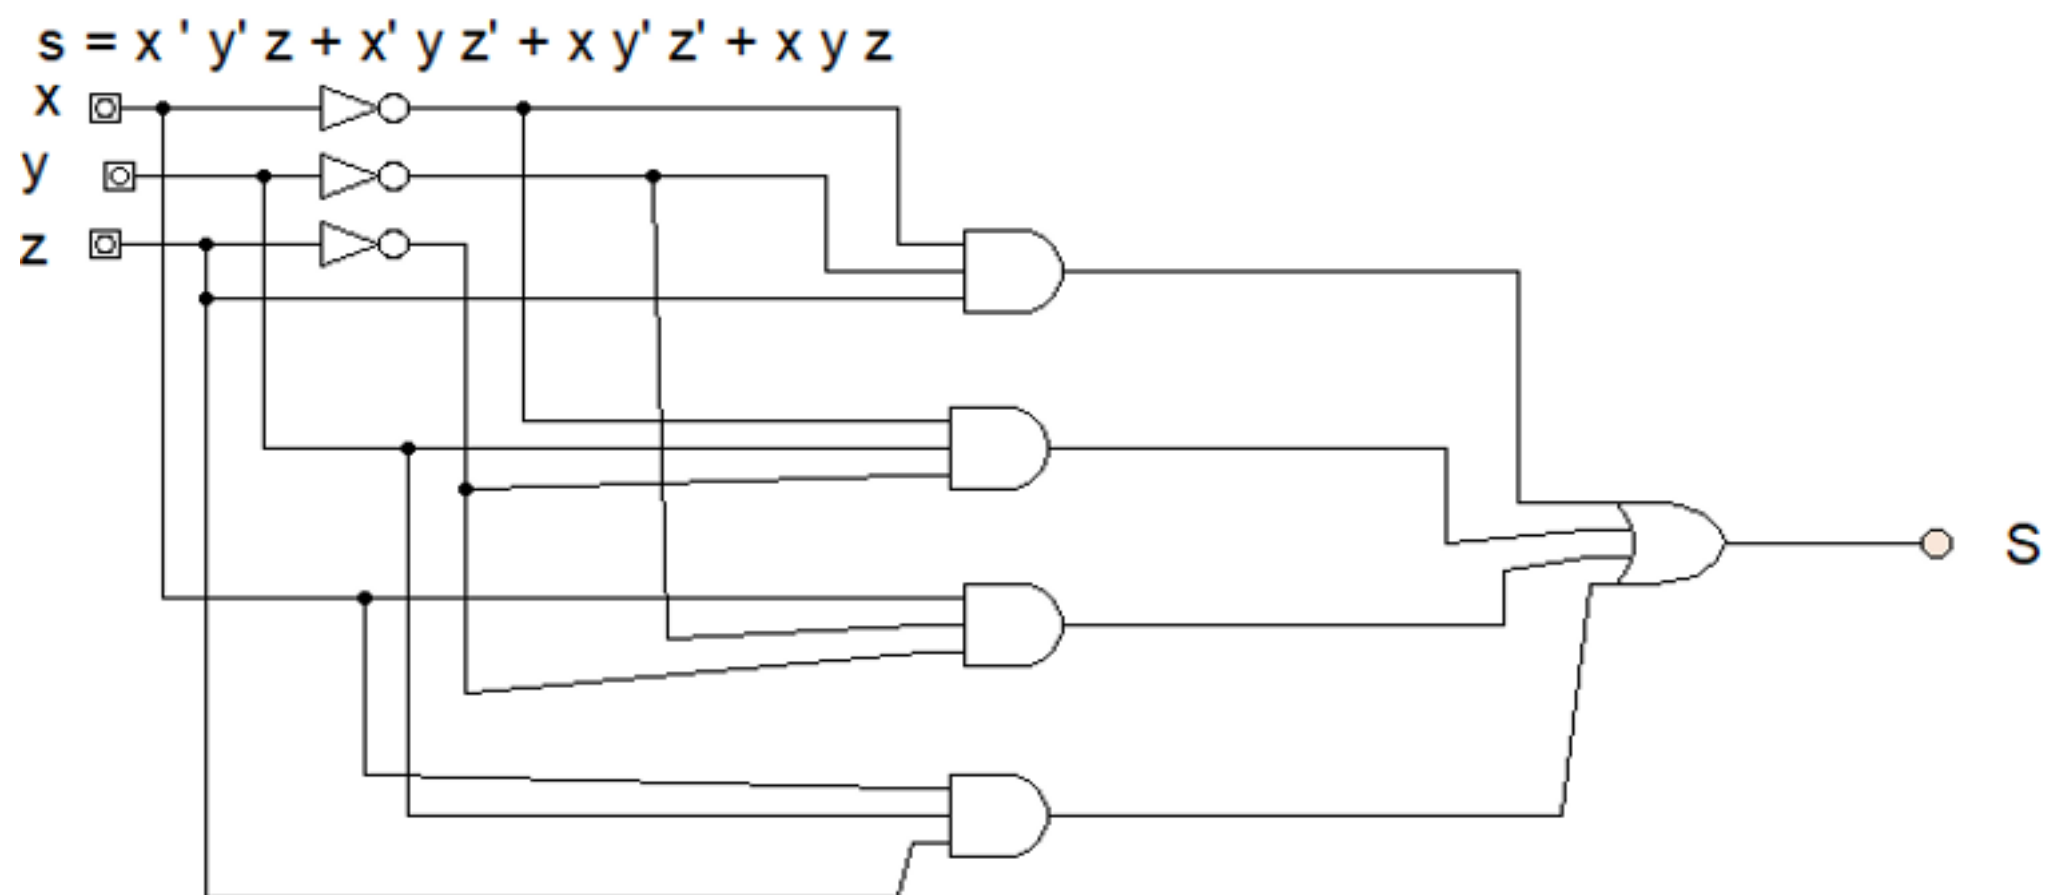 s = x ' y' z + x' y z' + x y' z' + x y z
x
y
z
S